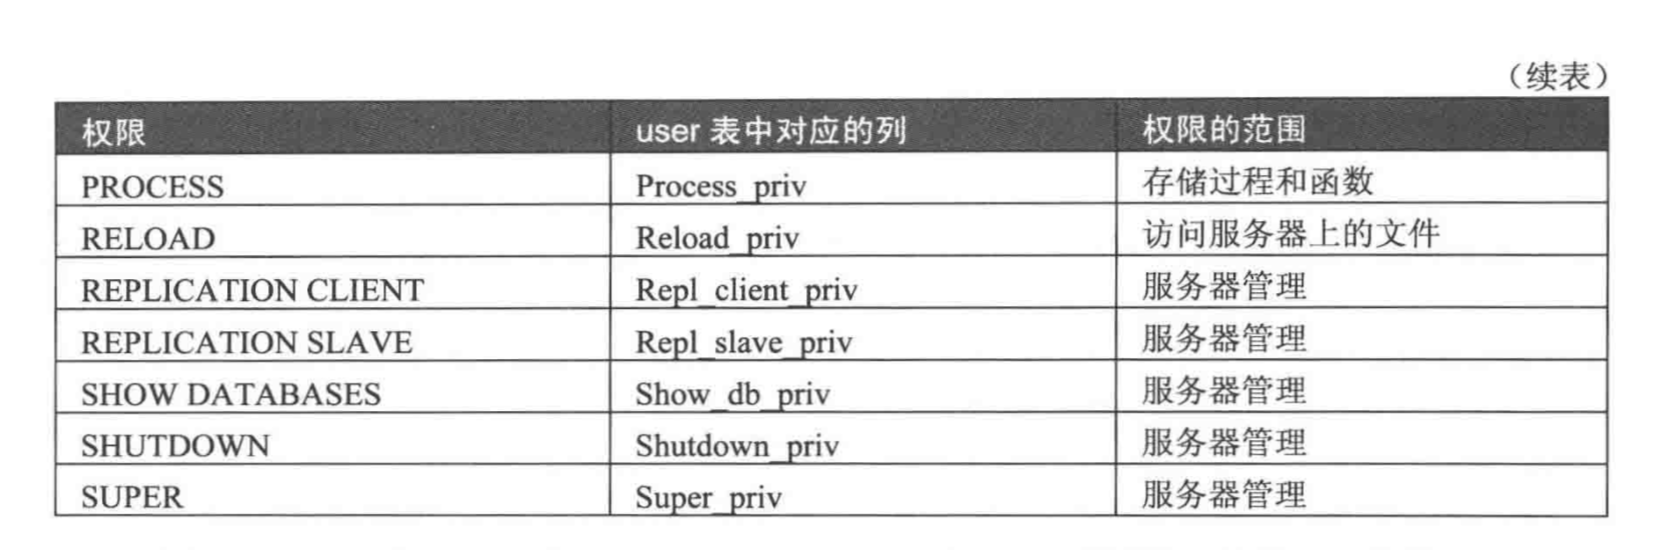 （续表）
权限 user 表中对应的列 权限的范围
PROCESS Process_priv 存储过程和函数
RELOAD Reload_priv 访问服务器上的文件
REPLICATION CLIENT Repl_client_priv 服务器管理
REPLICATION SLAVE Repl_slave_priv 服务器管理
SHOW DATABASES Show_db_priv 服务器管理
SHUTDOWN Shutdown_priv 服务器管理
SUPER Super_priv 服务器管理